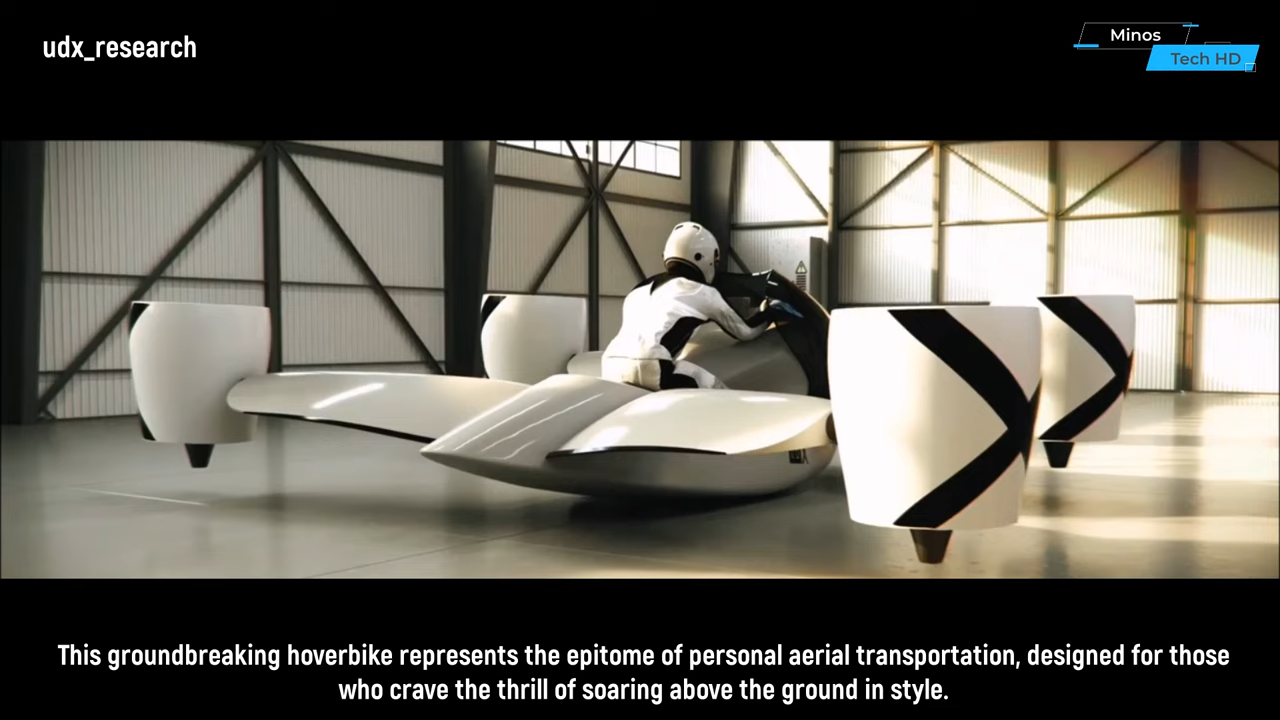 udx_research
Minos
Tech HD
This groundbreaking hoverbike represents the epitome of personal aerial transportation, designed for those
who crave the thrill of soaring above the ground in style.